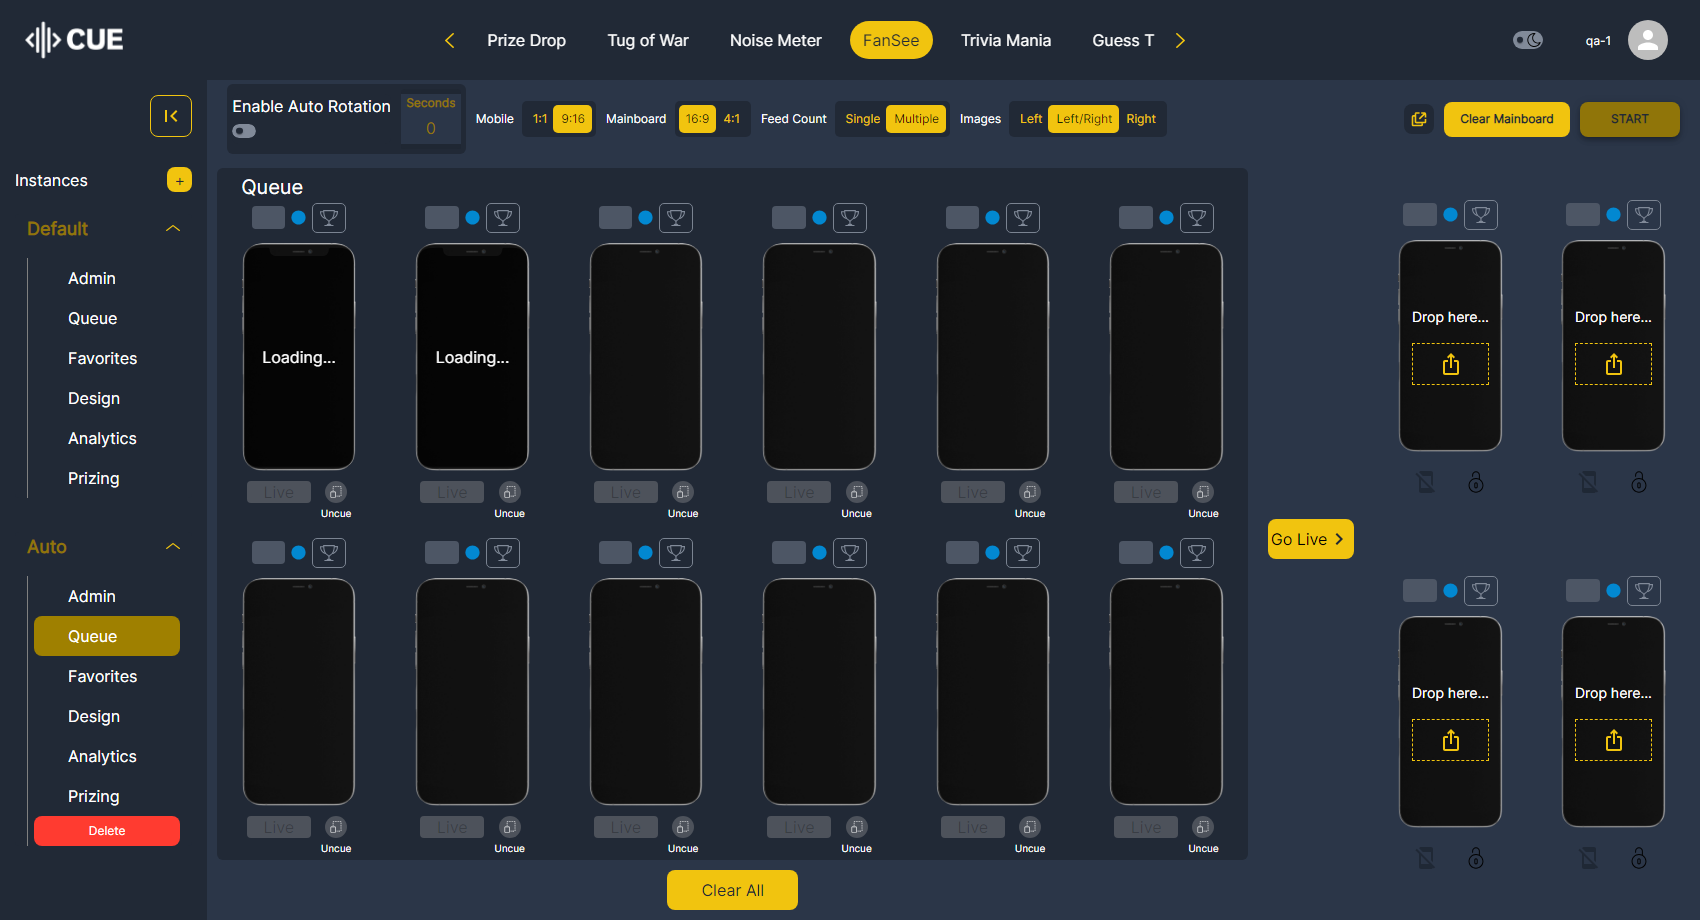 CUE
Prize Drop Tug of War Noise Meter FanSee Trivia Mania Guess T
qa-1
Enable Auto Rotation Seconds
0
Mobile 1:1 9:16 Mainboard 16:9 4:1 Feed Count Single Multiple Images Left Left/Right Right
Clear Mainboard START
Instances +
Default
Admin
Queue
Favorites
Design
Analytics
Prizing
Auto
Admin
Queue
Favorites
Design
Analytics
Prizing
Delete
Queue
Loading... Loading...
Live Live Live Live Live Live
Uncue Uncue Uncue Uncue Uncue Uncue
Live Live Live Live Live Live
Uncue Uncue Uncue Uncue Uncue Uncue
Clear All
Go Live
Drop here... Drop here...
Drop here... Drop here...